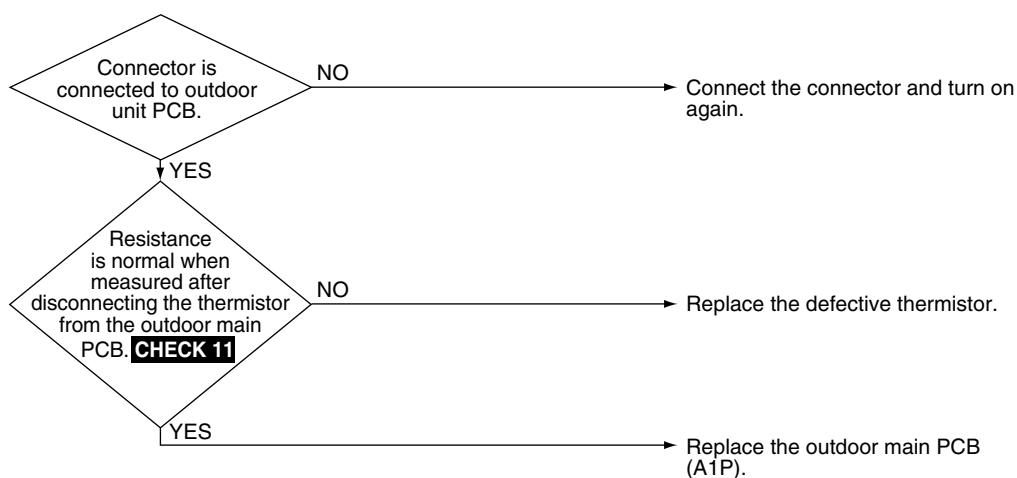 Connector is
connected to outdoor
unit PCB.
NO
Connect the connector and turn on
again.
YES
Resistance
is normal when
measured after
disconnecting the thermistor
from the outdoor main
PCB. CHECK 11
NO
Replace the defective thermistor.
YES
Replace the outdoor main PCB
(A1P).